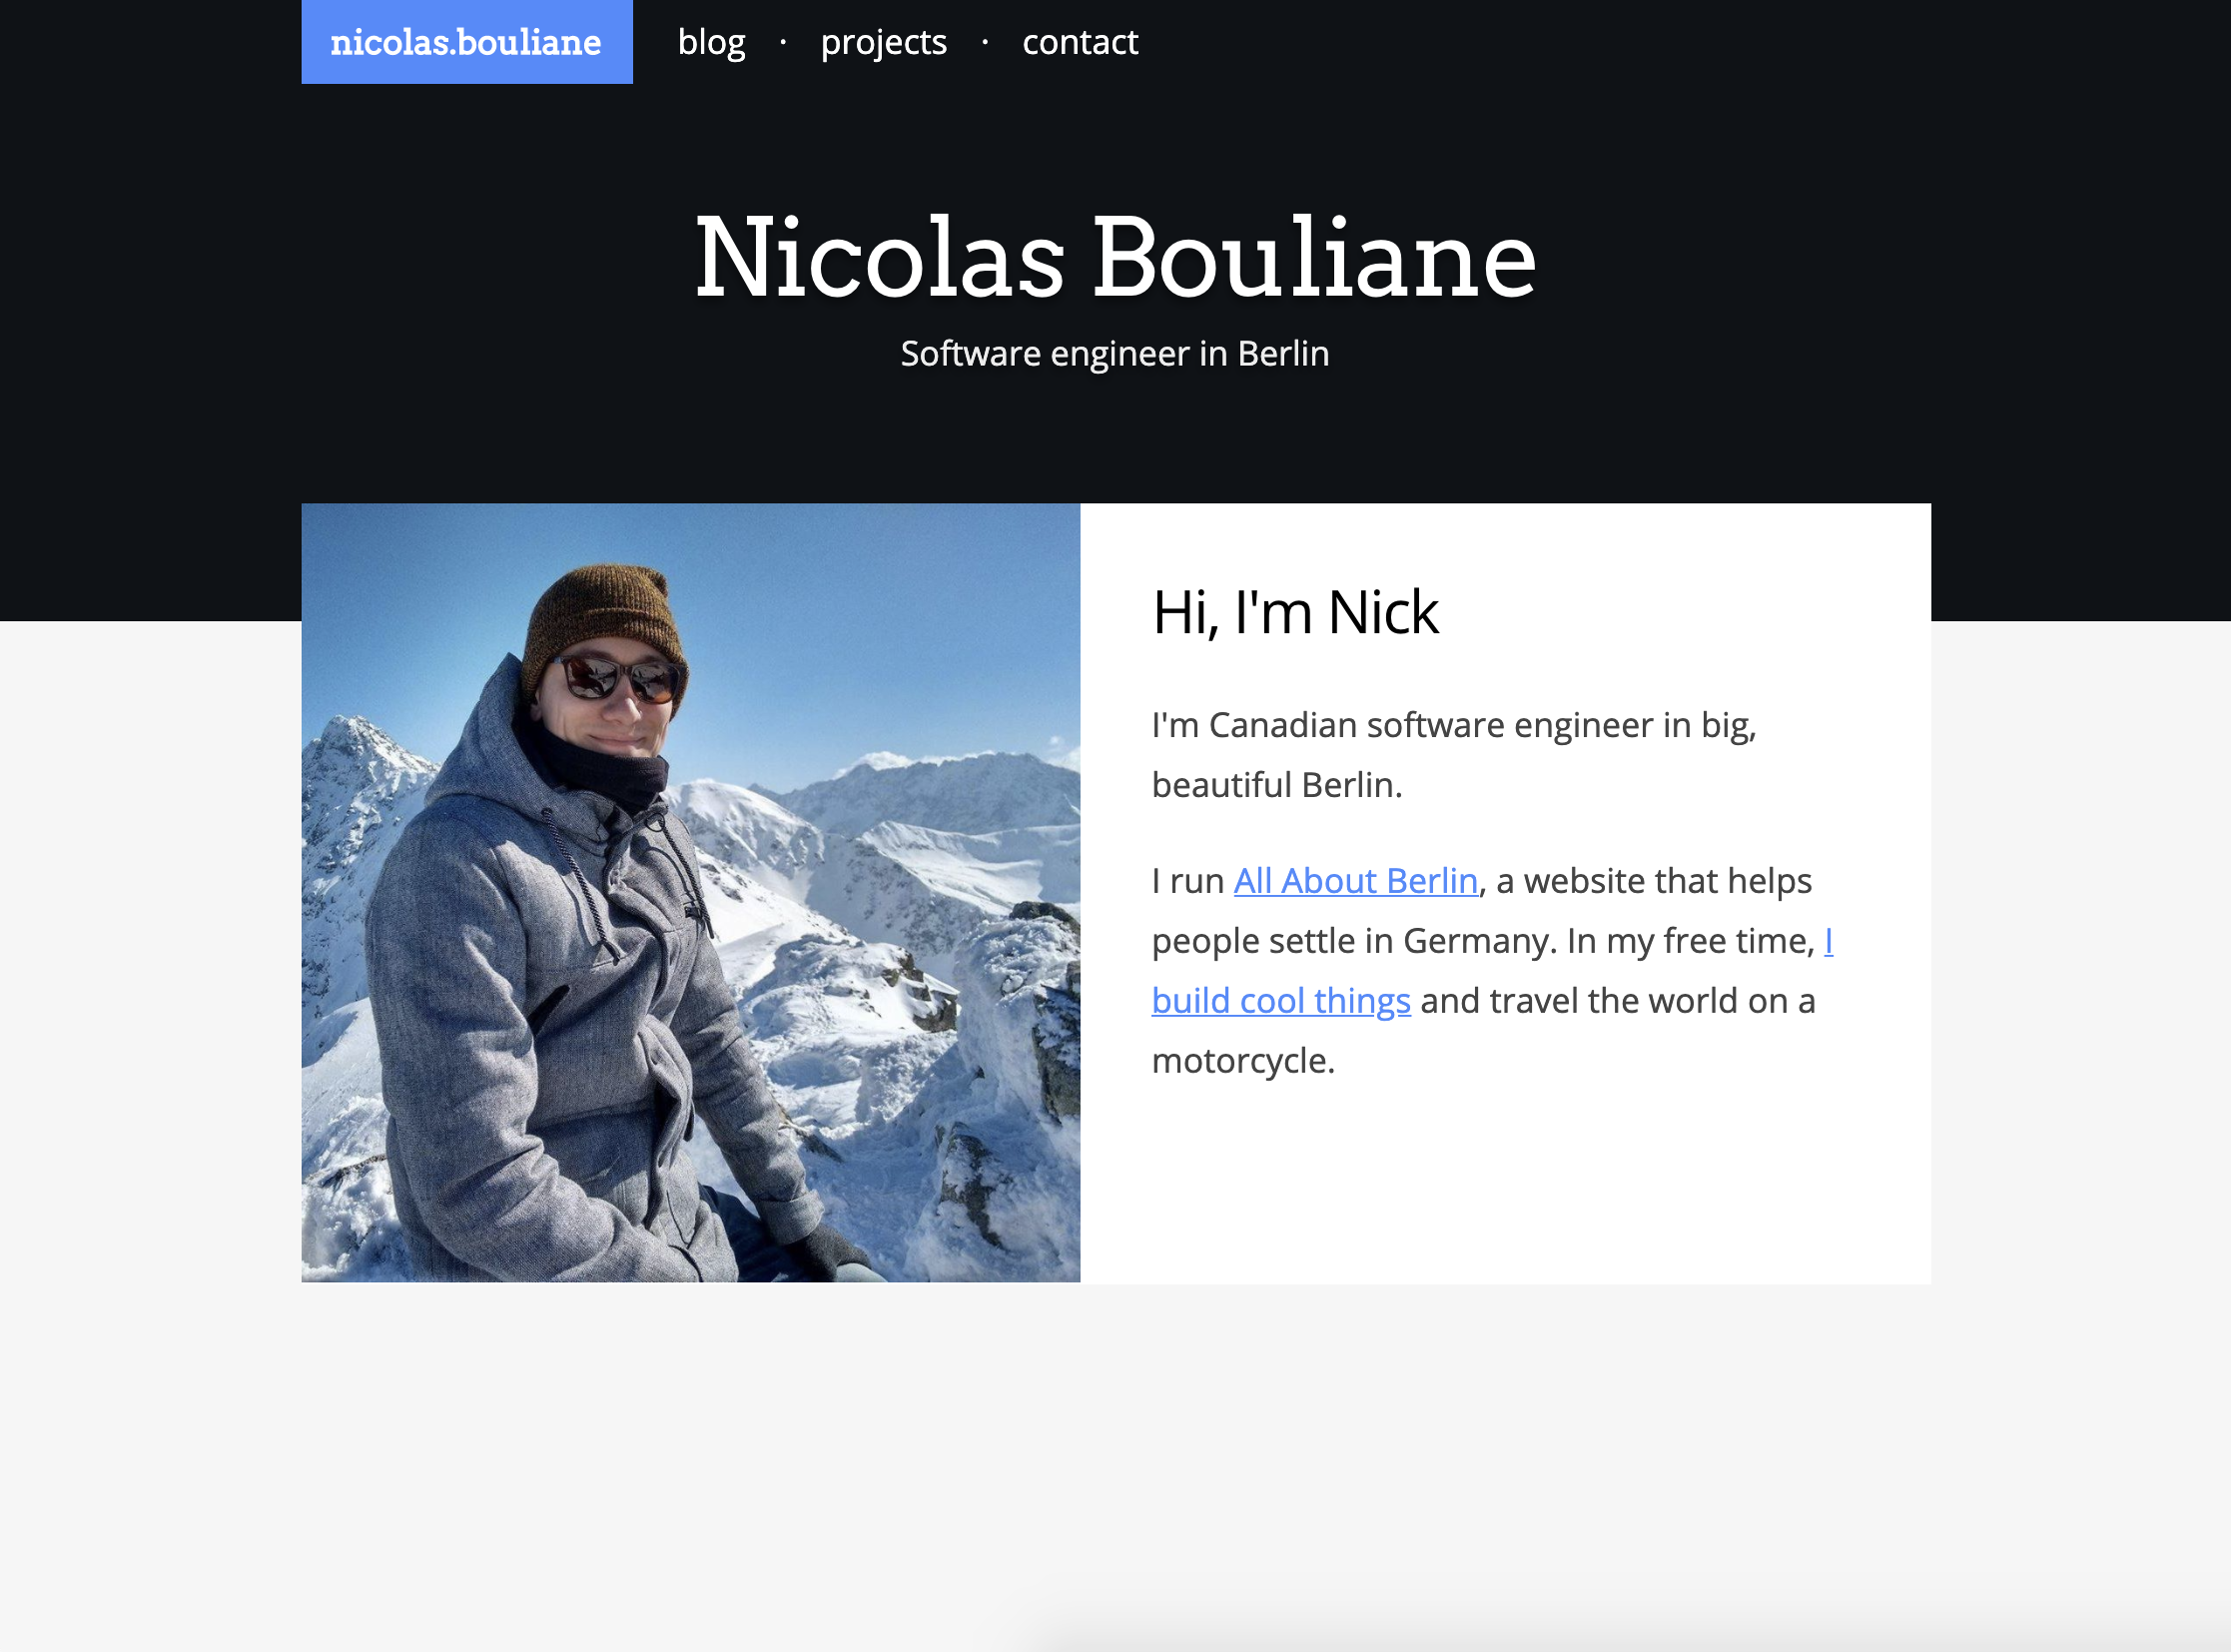 nicolas.bouliane
blog · projects · contact
Nicolas Bouliane
Software engineer in Berlin
Hi, I'm Nick
I'm Canadian software engineer in big,
beautiful Berlin.
I run All About Berlin, a website that helps
people settle in Germany. In my free time, I
build cool things and travel the world on a
motorcycle.